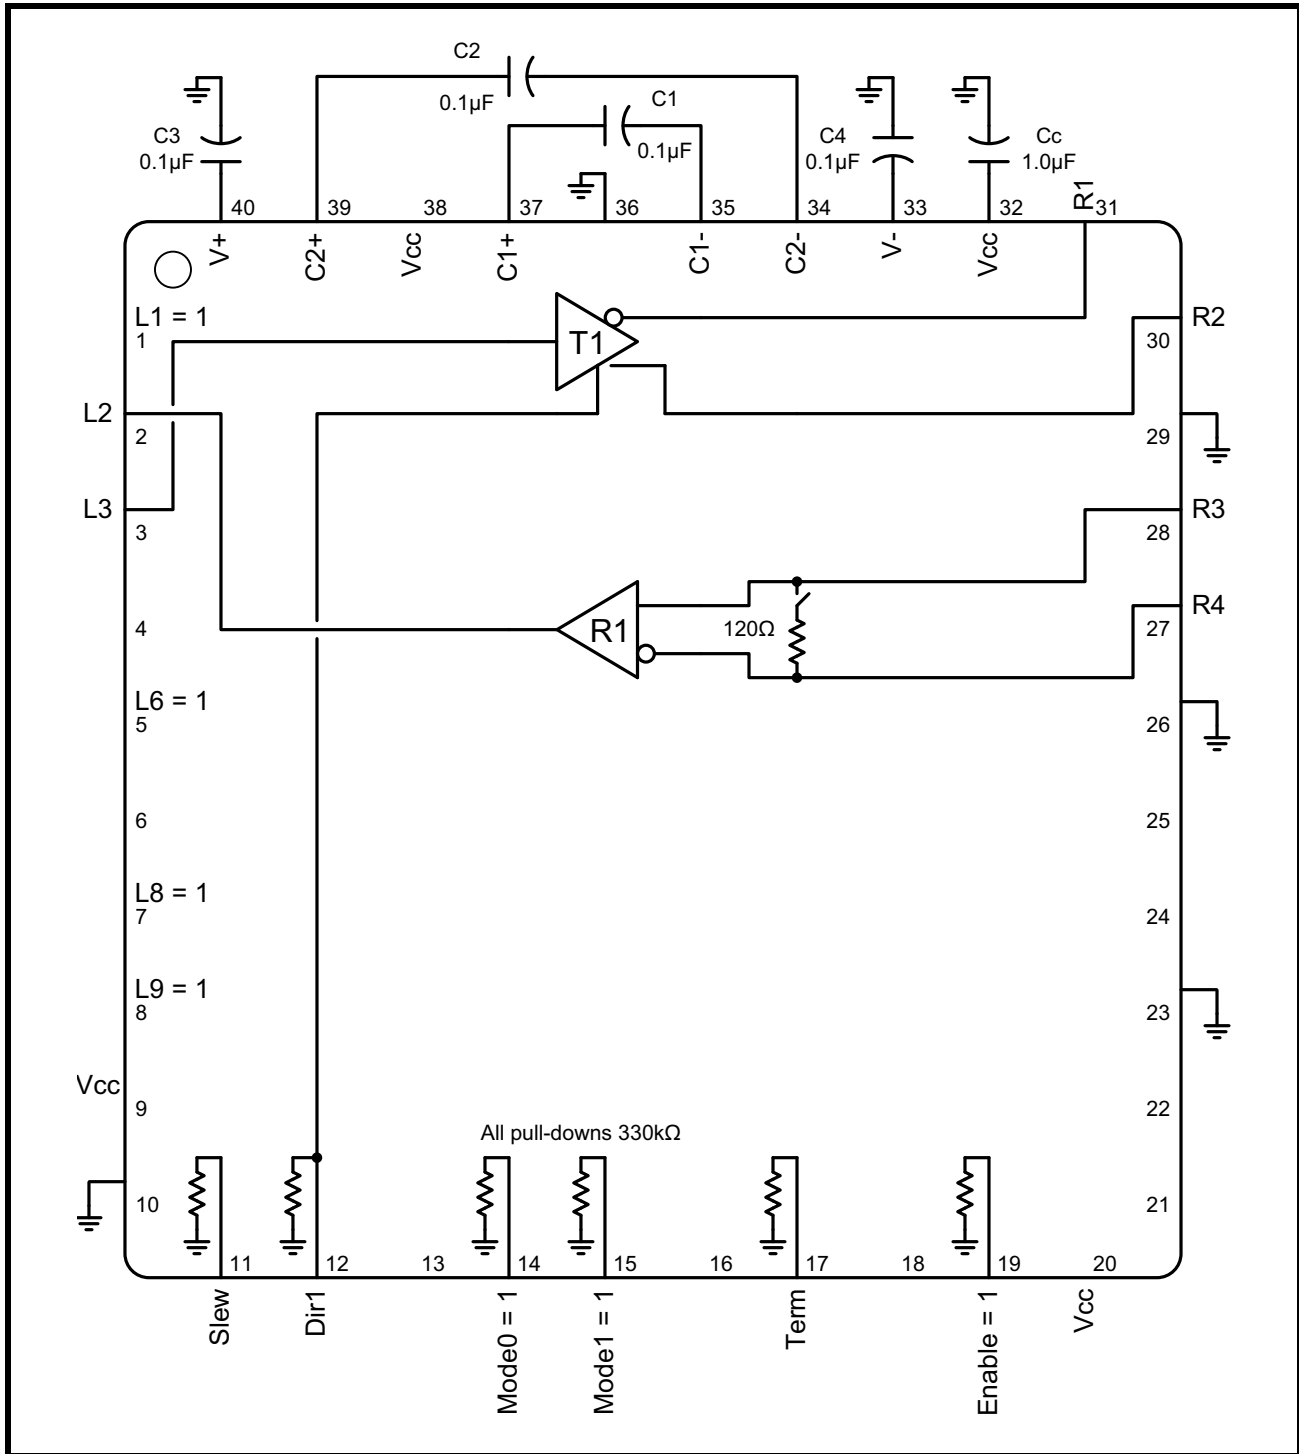 C2
0.1µF
C1
0.1µF
C3
0.1µF
C4
0.1µF
Cc
1.0µF
R1
40
39
38
37
36
35
34
33
32
31
V+
C2+
Vcc
C1+
C1-
C2-
V-
Vcc
L1 = 1
1
T1
R2
30
L2
2
29
L3
3
R3
28
4
R1
120Ω
R4
27
L6 = 1
5
26
6
25
L8 = 1
7
24
L9 = 1
8
23
Vcc
9
22
All pull-downs 330kΩ
10
21
11
12
13
14
15
16
17
18
19
20
Slew
Dir1
Mode0 = 1
Mode1 = 1
Term
Enable = 1
Vcc